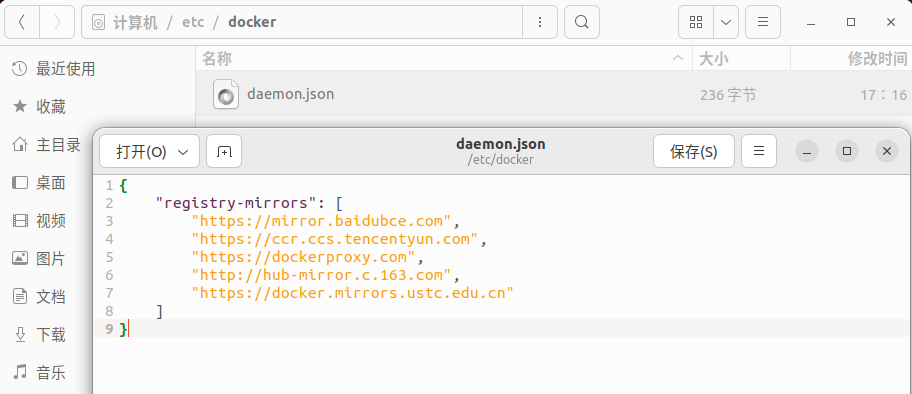 计算机 / etc / docker
名称 大小 修改时间
最近使用
daemon.json 236 字节 17：16
收藏
主目录
桌面
视频
图片
文档
下载
音乐
打开(O) daemon.json 保存(S)
/etc/docker
1 {
2 "registry-mirrors": [
3 "https://mirror.baidubce.com",
4 "https://ccr.ccs.tencentyun.com",
5 "https://dockerproxy.com",
6 "http://hub-mirror.c.163.com",
7 "https://docker.mirrors.ustc.edu.cn"
8 ]
9 }